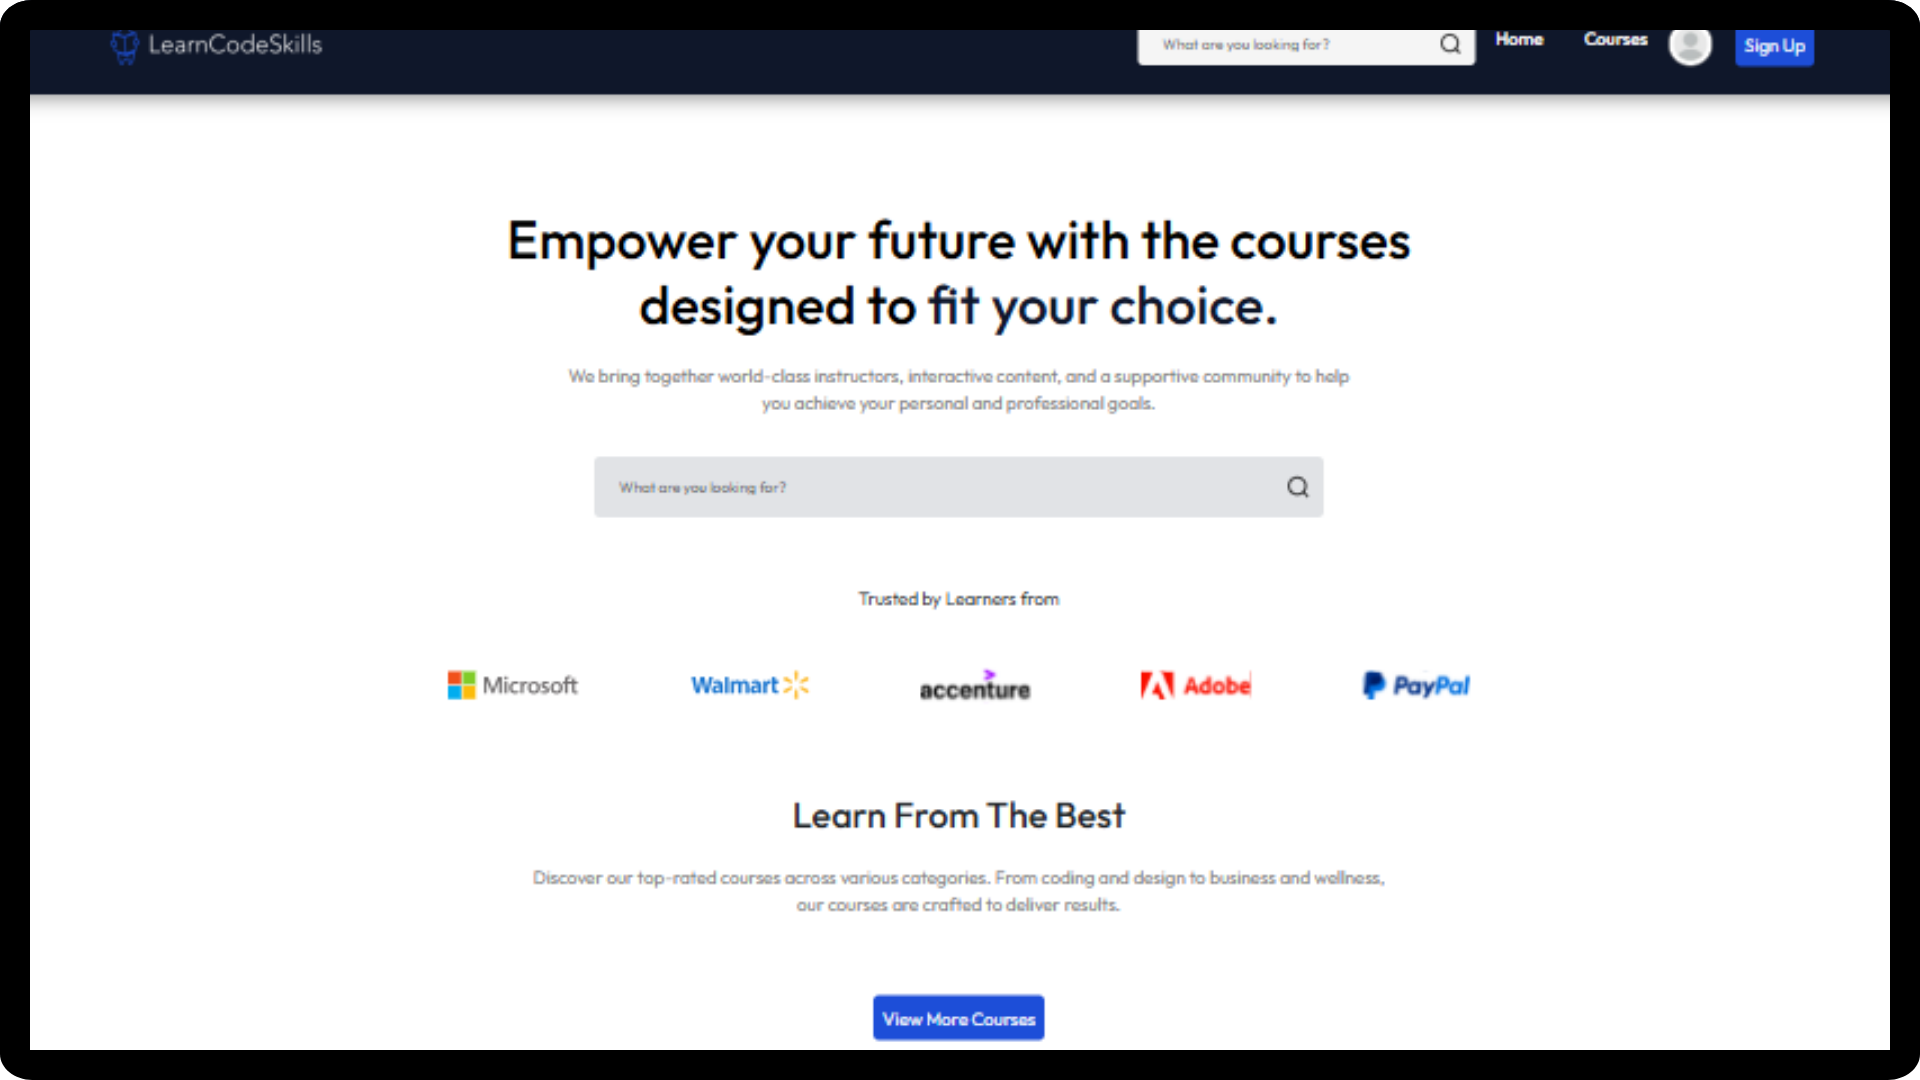 LearnCodeSkills
What are you looking for?
Home
Courses
Sign Up
Empower your future with the courses
designed to fit your choice.
We bring together world-class instructors, interactive content, and a supportive community to help
you achieve your personal and professional goals.
What are you looking for?
Trusted by Learners from
Microsoft
Walmart
accenture
Adobe
PayPal
Learn From The Best
Discover our top-rated courses across various categories. From coding and design to business and wellness,
our courses are crafted to deliver results.
View More Courses